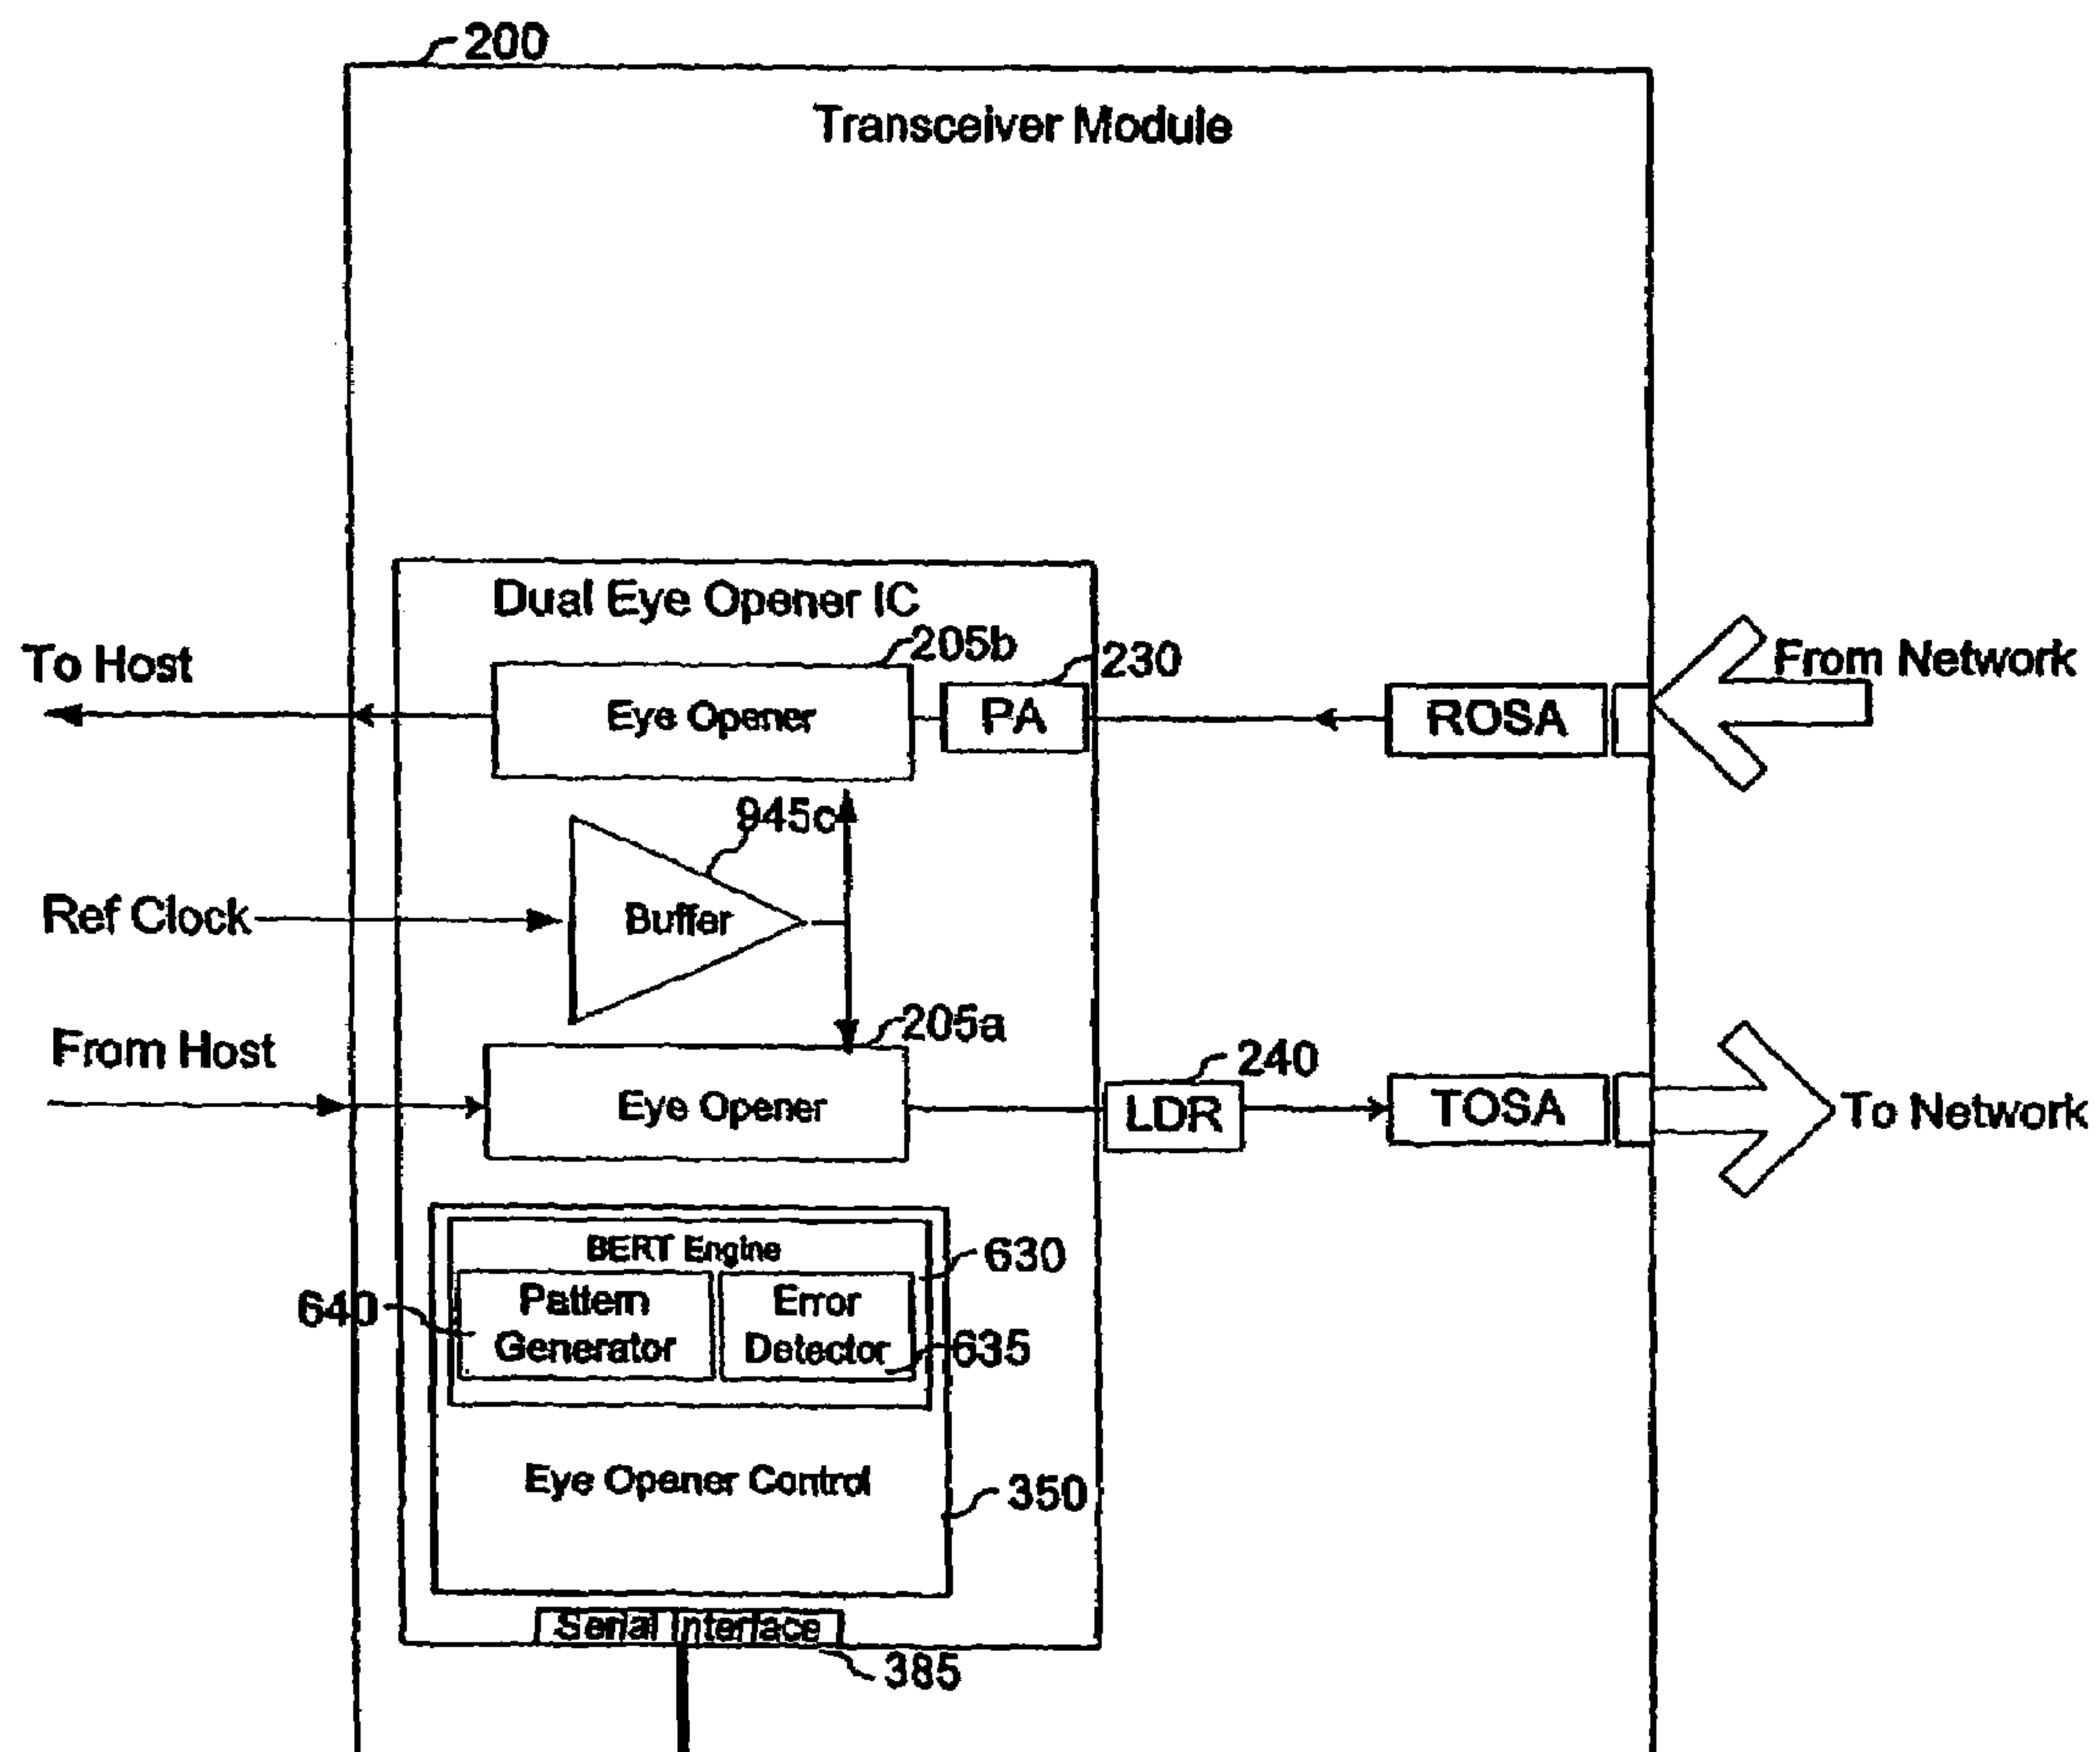 200
Transceiver Module
Dual Eye Opener IC
To Host
205b
230
From Network
Eye Opener
PA
ROSA
945c
Ref Clock
Buffer
205a
From Host
240
Eye Opener
LDR
TOSA
To Network
BERT Engine
630
640
Pattern
Generator
Error
Detector
635
Eye Opener Control
350
Serial Interface
385